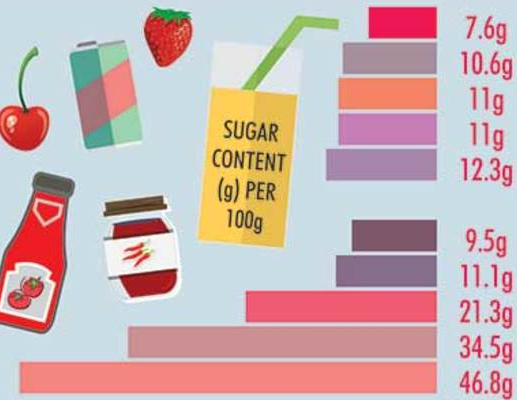 SUGAR
CONTENT
(g) PER
100g
7.6g
10.6g
11g
11g
12.3g
9.5g
11.1g
21.3g
34.5g
46.8g